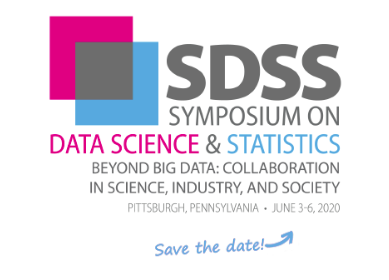 SDSS
SYMPOSIUM ON
DATA SCIENCE & STATISTICS
BEYOND BIG DATA: COLLABORATION
IN SCIENCE, INDUSTRY, AND SOCIETY
PITTSBURGH, PENNSYLVANIA • JUNE 3-6, 2020
Save the date!